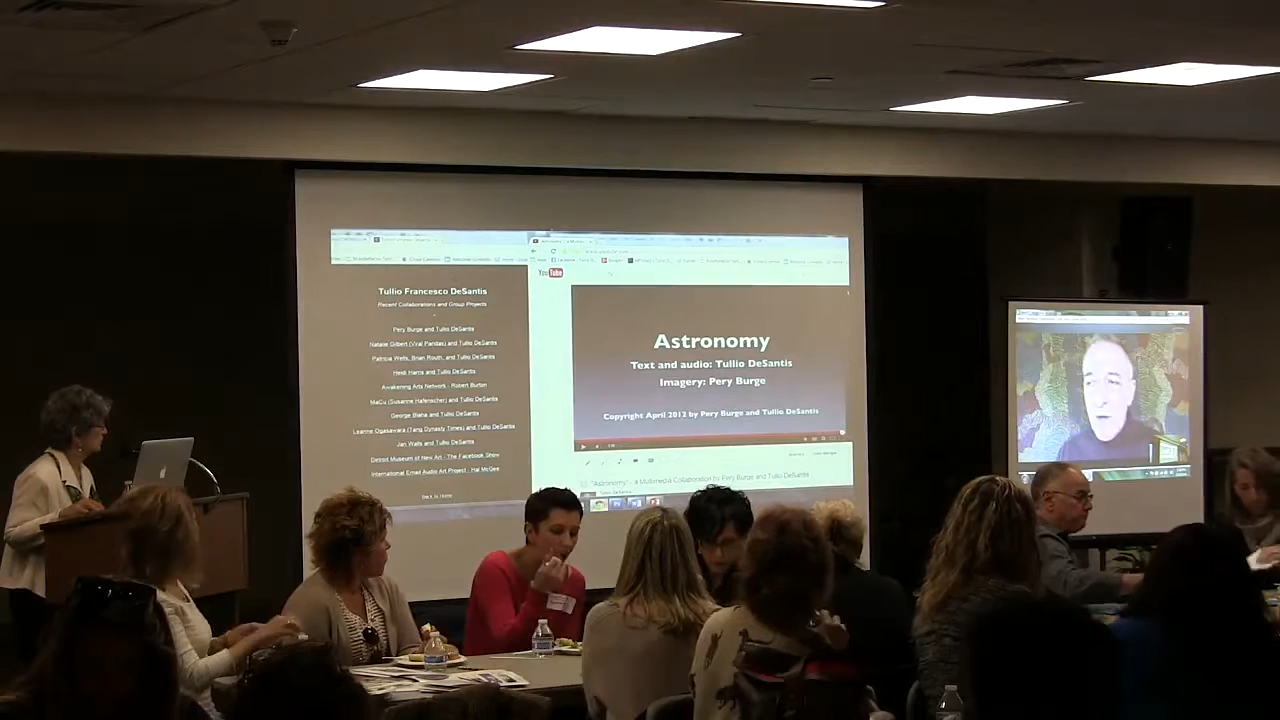 Tullio Francesco DeSantis
Recent Collaborations and Group Projects
Pery Burge and Tullio DeSantis
Natalie Gilbert (Viral Pandas) and Tullio DeSantis
Patricia Wells, Brian Routh, and Tullio DeSantis
Heidi Harris and Tullio DeSantis
Awakening Arts Network - Robert Burton
MaGu (Susanne Hafenscher) and Tullio DeSantis
George Blaha and Tullio DeSantis
Leanne Ogasawara (Tang Dynasty Times) and Tullio DeSantis
Jan Walls and Tullio DeSantis
Detroit Museum of New Art - The Facebook Show
International Email Audio Art Project - Hal McGee
Back to Home
YouTube
Astronomy
Text and audio: Tullio DeSantis
Imagery: Pery Burge
Copyright April 2012 by Pery Burge and Tullio DeSantis
"Astronomy" - a Multimedia Collaboration by Pery Burge and Tullio DeSantis